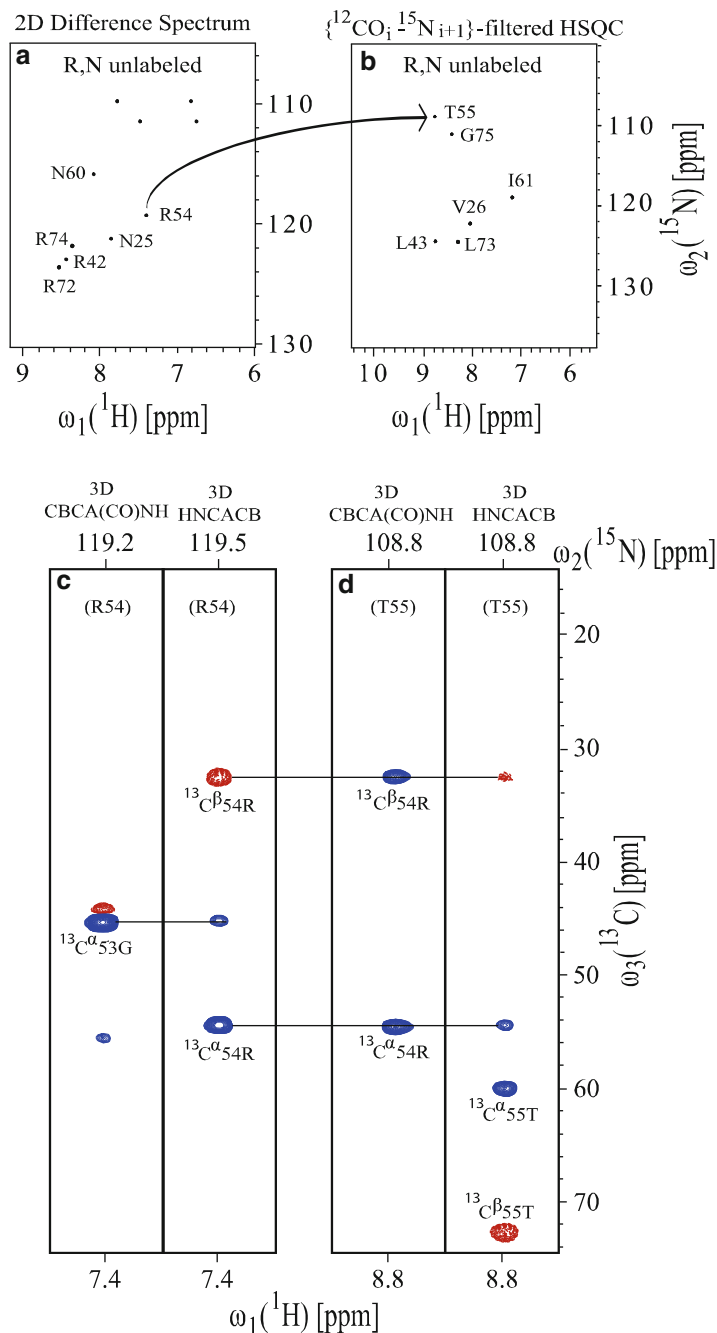 2D Difference Spectrum
{¹²COᵢ-¹⁵Nᵢ₊₁}-filtered HSQC
a
R,N unlabeled
b
R,N unlabeled
N60
R54
R74
N25
R42
R72
110
120
130
9 8 7 6
ω₁(¹H) [ppm]
T55
G75
I61
V26
L43
L73
110
120
130
10 9 8 7 6
ω₁(¹H) [ppm]
ω₂(¹⁵N) [ppm]
3D
CBCA(CO)NH
119.2
3D
HNCACB
119.5
3D
CBCA(CO)NH
108.8
3D
HNCACB
108.8
ω₂(¹⁵N) [ppm]
c
(R54)
(R54)
d
(T55)
(T55)
¹³Cᵝ54R
¹³Cᵝ54R
¹³Cᵅ53G
¹³Cᵅ54R
¹³Cᵅ54R
¹³Cᵅ55T
¹³Cᵝ55T
20
30
40
50
60
70
ω₃(¹³C) [ppm]
7.4
7.4
8.8
8.8
ω₁(¹H) [ppm]